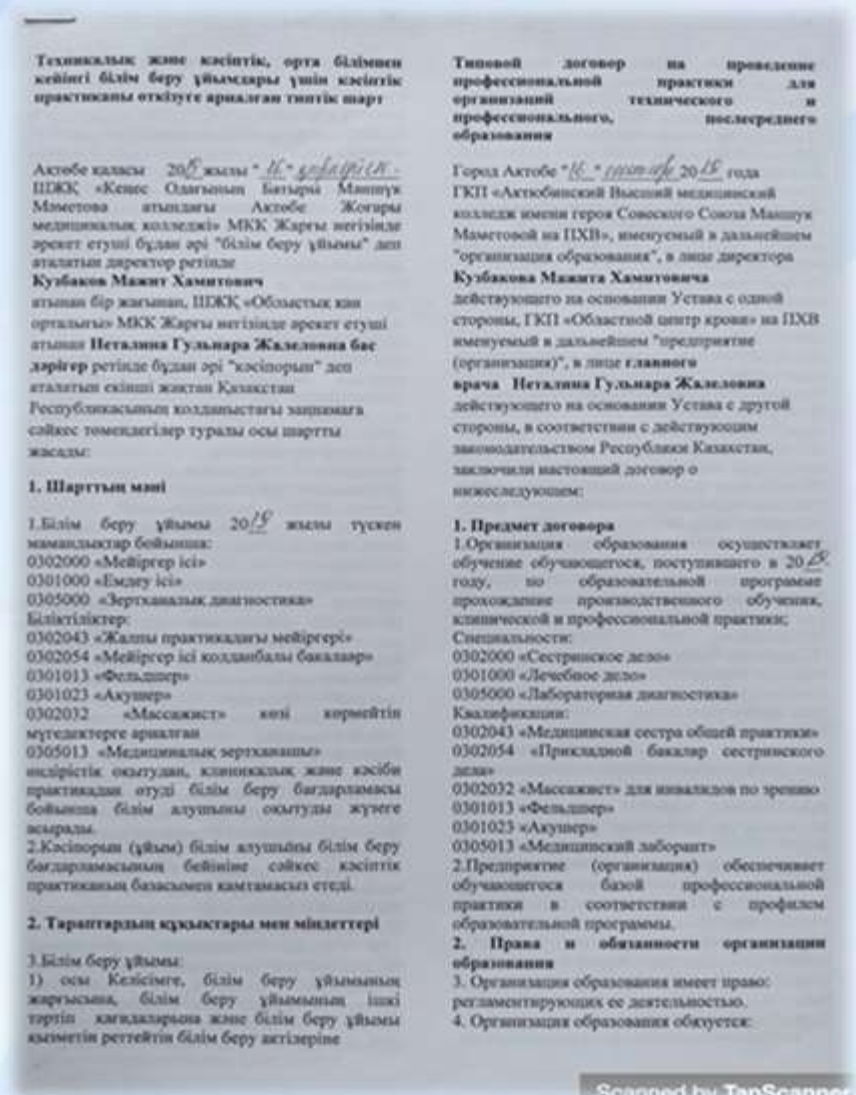 Техникалық және кәсіптік, орта білімнен
кейінгі білім беру ұйымдары үшін кәсіптік
практиканы өткізуге арналған типтік шарт
Ақтөбе қаласы 20 жылы " 16 "
ШЖҚ «Кеңес Одағының Батыры Мәншүк
Мәметова атындағы Ақтөбе Жоғары
медициналық колледжі» МКК Жарғы негізінде
әрекет етуші бұдан әрі "білім беру ұйымы" деп
аталатын директор ретінде
Кузбаков Мажит Хамитович
атынан бір жағынан, ШЖҚ «Облыстық қан
орталығы» МКК Жарғы негізінде әрекет етуші
атынан Неталина Гульнара Жалеловна бас
дәрігер ретінде бұдан әрі "кәсіпорын" деп
аталатын екінші жақтан Қазақстан
Республикасының қолданыстағы заңнамаға
сәйкес төмендегілер туралы осы шартты
жасады:
1. Шарттың мәні
1.Білім беру ұйымы 20 жылы түскен
мамандықтар бойынша:
0302000 «Мейіргер ісі»
0301000 «Емдеу ісі»
0305000 «Зертханалық диагностика»
Біліктіліктер:
0302043 «Жалпы практикадағы мейіргері»
0302054 «Мейіргер ісі қолданбалы бакалавр»
0301013 «Фельдшер»
0301023 «Акушер»
0302032 «Массажист» көзі көрмейтін
мүгедектерге арналған
0305013 «Медициналық зертханашы»
өндірістік оқытудан, клиникалық және кәсіби
практикадан өтуді білім беру бағдарламасы
бойынша білім алушыны оқытуды жүзеге
асырады.
2.Кәсіпорын (ұйым) білім алушыны білім беру
бағдарламасының бейініне сәйкес кәсіптік
практиканың базасымен қамтамасыз етеді.
2. Тараптардың құқықтары мен міндеттері
3.Білім беру ұйымы:
1) осы Келісімге, білім беру ұйымының
жарғысына, білім беру ұйымының ішкі
тәртіп қағидаларына және білім беру ұйымы
қызметін реттейтін білім беру актілеріне
Типовой договор на проведение
профессиональной практики для
организаций технического и
профессионального, послесреднего
образования
Город Актобе "16 " 20 года
ГКП «Актюбинский Высший медицинский
колледж имени героя Совеского Союза Маншук
Маметовой на ПХВ», именуемый в дальнейшем
"организация образования", в лице директора
Кузбакова Мажита Хамитовича
действующего на основании Устава с одной
стороны, ГКП «Областной центр крови» на ПХВ
именуемый в дальнейшем "предприятие
(организация)", в лице главного
врача Неталина Гульнара Жалеловна
действующего на основании Устава с другой
стороны, в соответствии с действующим
законодательством Республики Казахстан,
заключили настоящий договор о
нижеследующем:
1. Предмет договора
1.Организация образования осуществляет
обучение обучающегося, поступившего в 20
году, по образовательной программе
прохождение производственного обучения,
клинической и профессиональной практики;
Специальности:
0302000 «Сестринское дело»
0301000 «Лечебное дело»
0305000 «Лабораторная диагностика»
Квалификации:
0302043 «Медицинская сестра общей практики»
0302054 «Прикладной бакалвр сестринского
дела»
0302032 «Массажист» для инвалидов по зрению
0301013 «Фельдшер»
0301023 «Акушер»
0305013 «Медицинский лаборант»
2.Предприятие (организация) обеспечивает
обучающегося базой профессиональной
практики в соответствии с профилем
образовательной программы.
2. Права и обязанности организации
образования
3. Организация образования имеет право:
регламентирующих ее деятельностью.
4. Организация образования обязуется:
Scanned by TapScanner